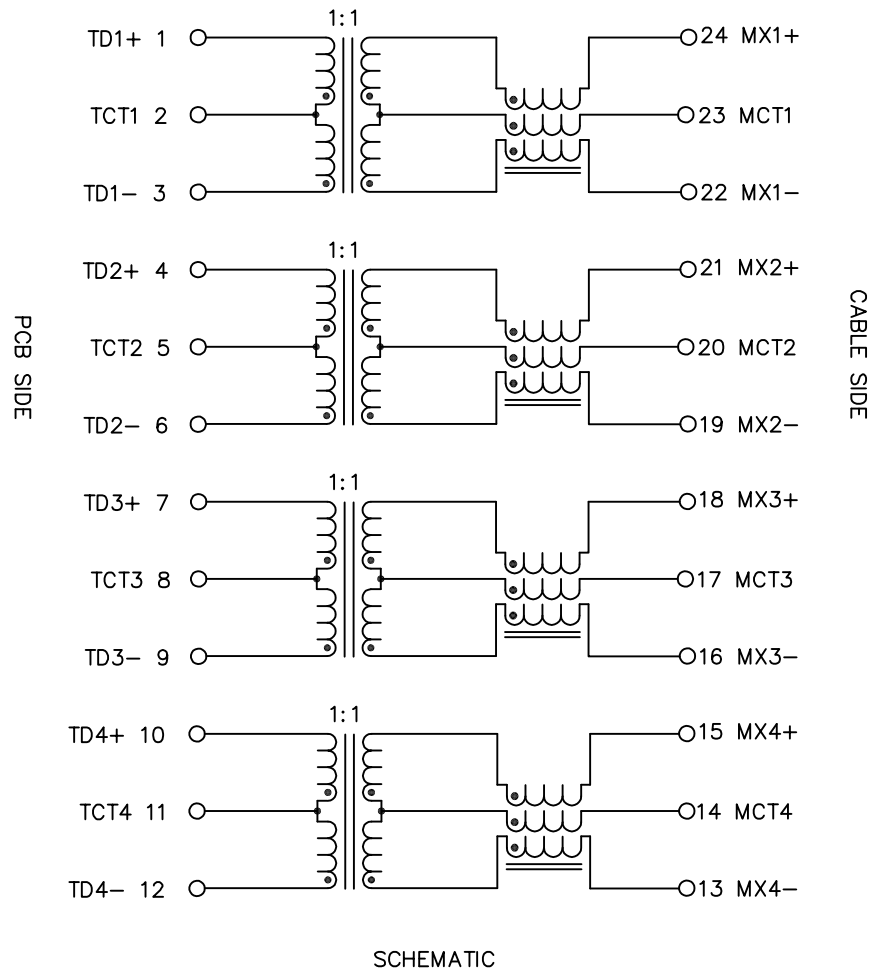 1:1
TD1+ 1 24 MX1+
TCT1 2 23 MCT1
TD1− 3 22 MX1−
1:1
TD2+ 4 21 MX2+
TCT2 5 20 MCT2
TD2− 6 19 MX2−
PCB SIDE
CABLE SIDE
1:1
TD3+ 7 18 MX3+
TCT3 8 17 MCT3
TD3− 9 16 MX3−
1:1
TD4+ 10 15 MX4+
TCT4 11 14 MCT4
TD4− 12 13 MX4−
SCHEMATIC